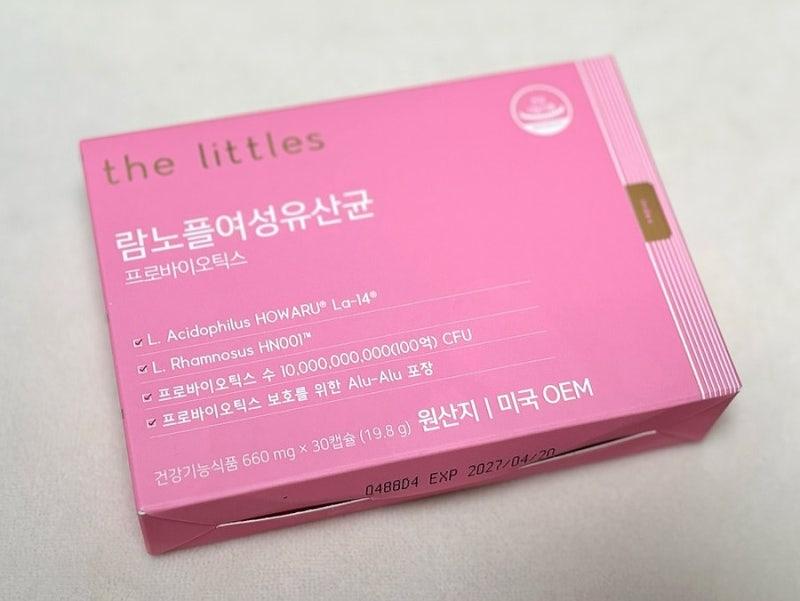 the littles
람노플여성유산균
프로바이오틱스
L. Acidophilus HOWARU® La-14®
L. Rhamnosus HN001™
프로바이오틱스 수 10,000,000,000(100억) CFU
프로바이오틱스 보호를 위한 Alu-Alu 포장
건강기능식품 660 mg × 30캡슐 (19.8 g) 원산지 | 미국 OEM
0488D4 EXP 2027/04/20